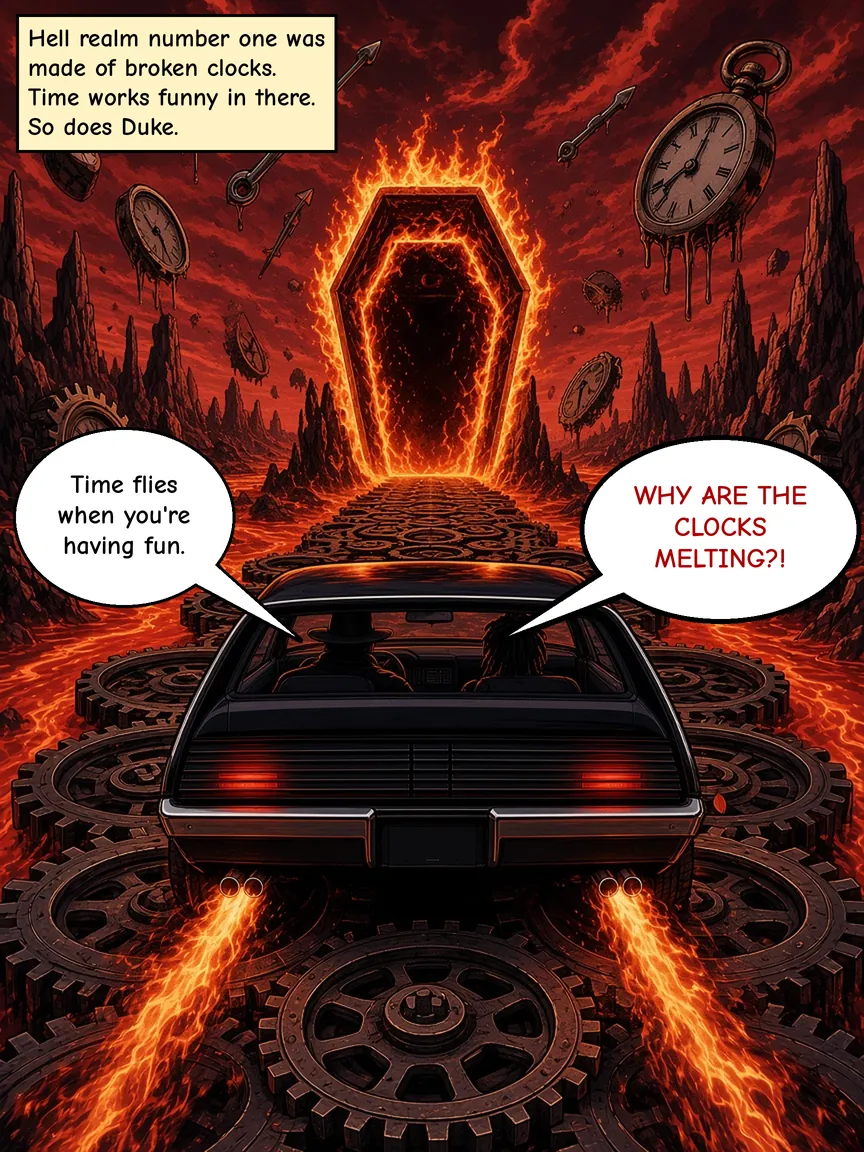 Hell realm number one was
made of broken clocks.
Time works funny in there.
So does Duke.
Time flies
when you're
having fun.
WHY ARE THE
CLOCKS
MELTING?!